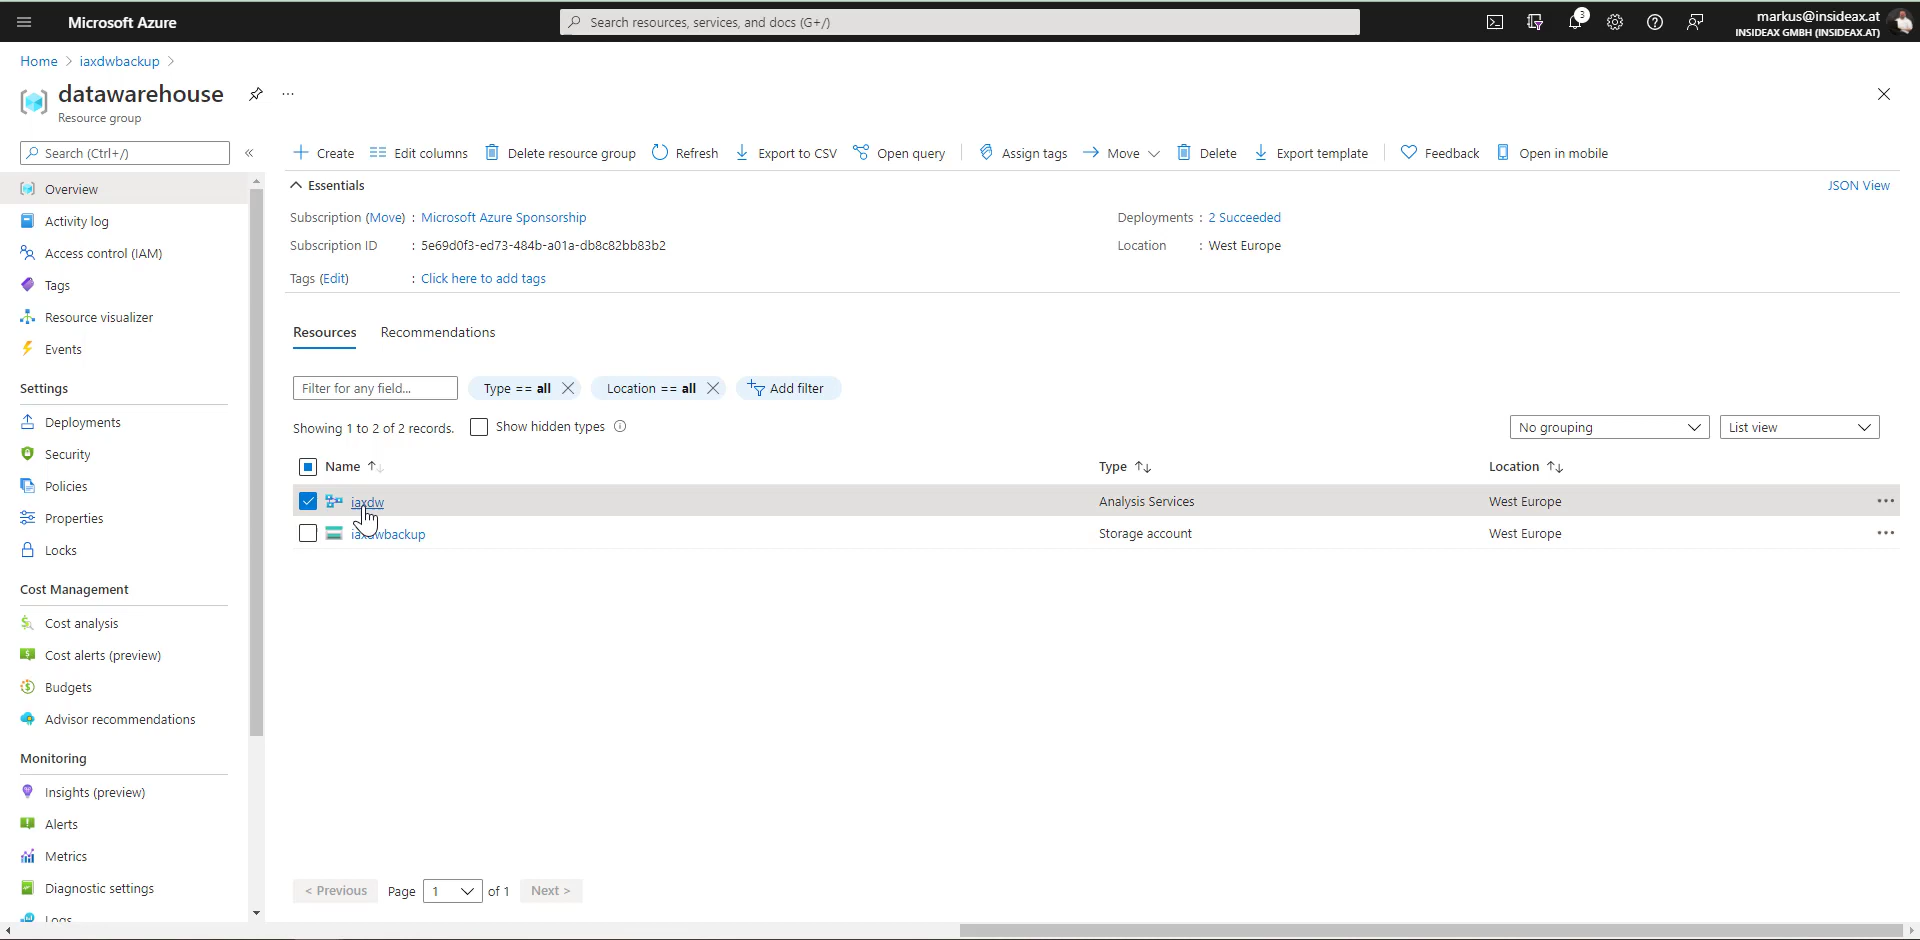 Microsoft Azure
Search resources, services, and docs (G+/)
3
markus@insideax.at
INSIDEAX GMBH (INSIDEAX.AT)
Home > iaxdwbackup >
datawarehouse
Resource group
Search (Ctrl+/)
Create
Edit columns
Delete resource group
Refresh
Export to CSV
Open query
Assign tags
Move
Delete
Export template
Feedback
Open in mobile
Essentials
JSON View
Subscription (Move) : Microsoft Azure Sponsorship
Deployments : 2 Succeeded
Subscription ID : 5e69d0f3-ed73-484b-a01a-db8c82bb83b2
Location : West Europe
Tags (Edit) : Click here to add tags
Overview
Activity log
Access control (IAM)
Tags
Resource visualizer
Events
Settings
Deployments
Security
Policies
Properties
Locks
Cost Management
Cost analysis
Cost alerts (preview)
Budgets
Advisor recommendations
Monitoring
Insights (preview)
Alerts
Metrics
Diagnostic settings
Logs
Resources
Recommendations
Filter for any field...
Type == all
Location == all
Add filter
Showing 1 to 2 of 2 records.
Show hidden types
No grouping
List view
Name
Type
Location
iaxdw
Analysis Services
West Europe
iaxdwbackup
Storage account
West Europe
< Previous
Page 1 of 1
Next >